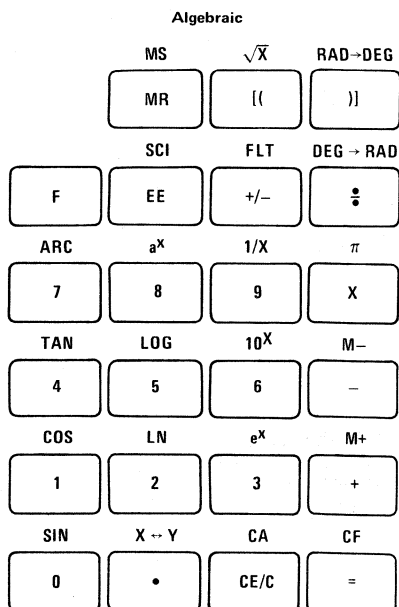 Algebraic
MS √X RAD→DEG
MR [( )]
SCI FLT DEG → RAD
F EE +/− ÷
ARC aˣ 1/X π
7 8 9 X
TAN LOG 10ˣ M−
4 5 6 −
COS LN eˣ M+
1 2 3 +
SIN X ↔ Y CA CF
0 • CE/C =